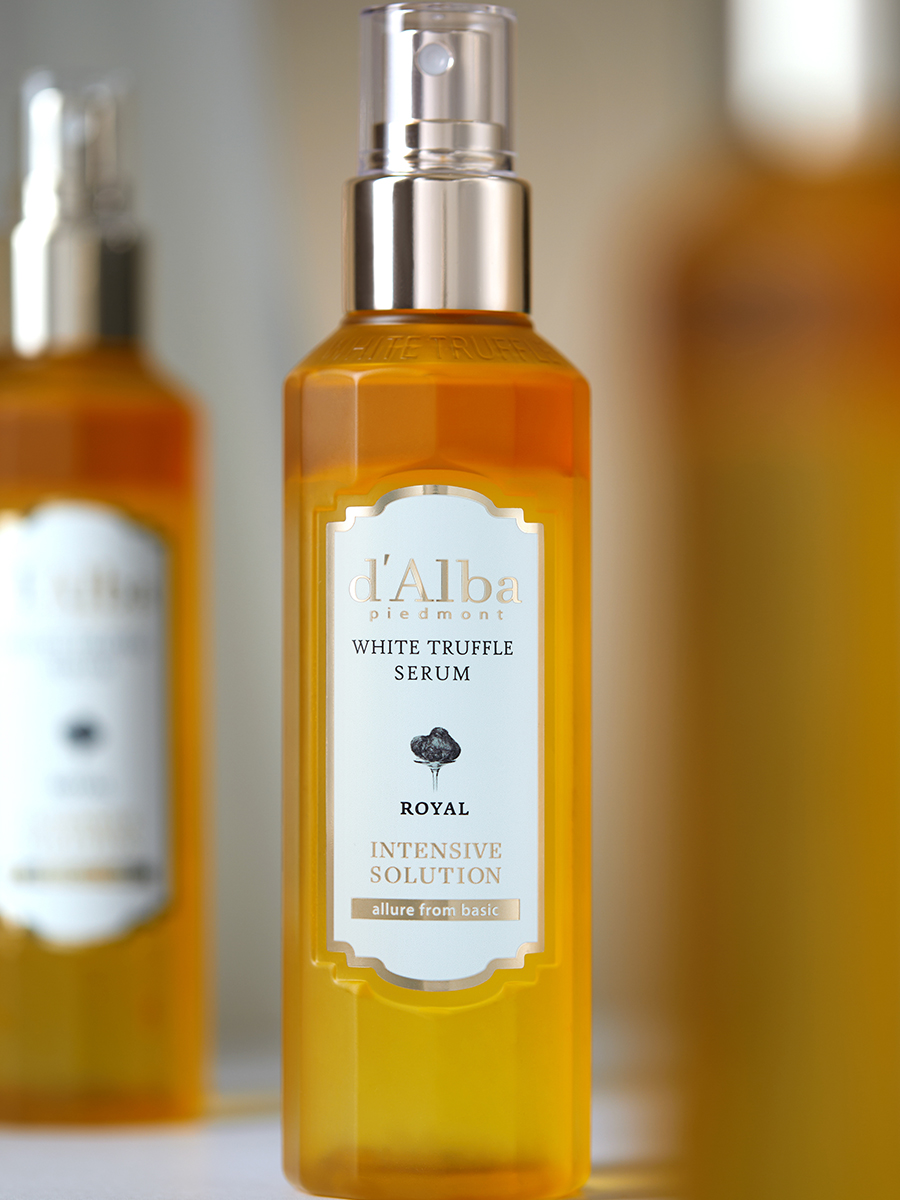 WHITE TRUFFLE
d'Alba
piedmont
WHITE TRUFFLE
SERUM
ROYAL
INTENSIVE
SOLUTION
allure from basic